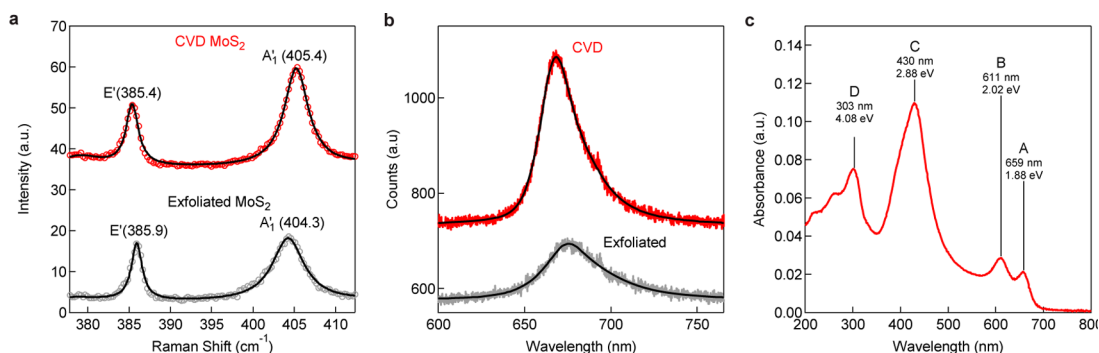 a
70
60
50
40
30
20
10
0
Intensity (a.u.)
CVD MoS₂
A'₁ (405.4)
E'(385.4)
Exfoliated MoS₂
A'₁ (404.3)
E'(385.9)
380
385
390
395
400
405
410
Raman Shift (cm⁻¹)
b
1000
800
600
Counts (a.u)
CVD
Exfoliated
600
650
700
750
Wavelength (nm)
c
0.14
0.12
0.10
0.08
0.06
0.04
0.02
0.00
Absorbance (a.u.)
D
303 nm
4.08 eV
C
430 nm
2.88 eV
B
611 nm
2.02 eV
A
659 nm
1.88 eV
200
300
400
500
600
700
800
Wavelength (nm)